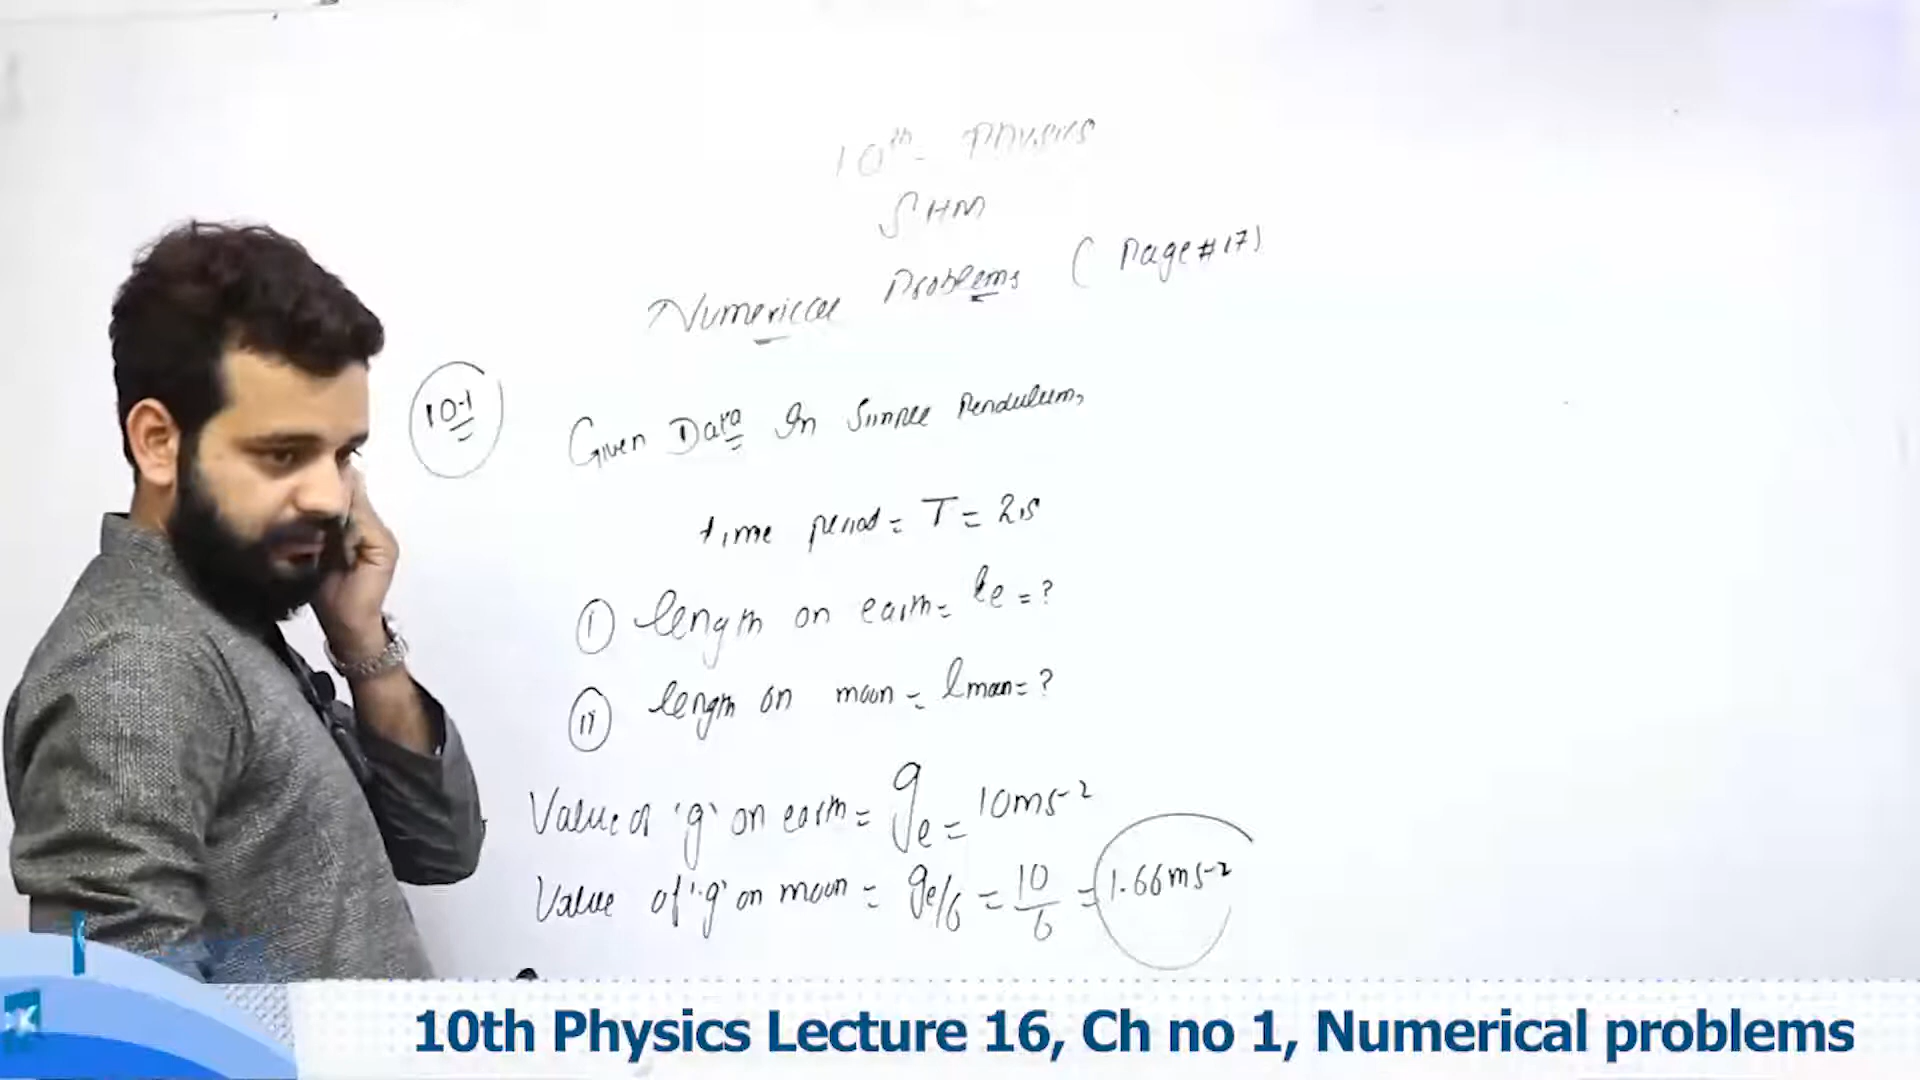 10th Physics
SHM
Numerical Problems (Page#17)
10.1
Given Data In Simple Pendulum,
time period = T = 2s
(i) length on earth = le = ?
(ii) length on moon = lmoon = ?
Value of 'g' on earth = ge = 10ms-2
Value of 'g' on moon = ge/6 = 10/6 = 1.66ms-2
10th Physics Lecture 16, Ch no 1, Numerical problems